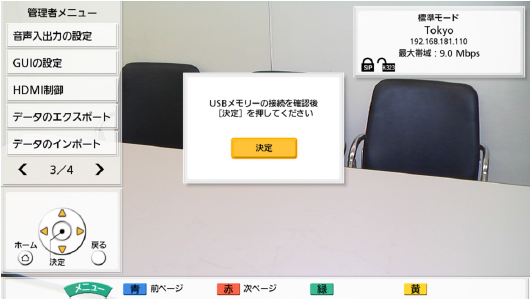 管理者メニュー
音声入出力の設定
GUIの設定
HDMI制御
データのエクスポート
データのインポート
3/4
ホーム
戻る
決定
標準モード
Tokyo
192.168.181.110
最大帯域:9.0 Mbps
SIP
H.323
USBメモリーの接続を確認後
[決定]を押してください
決定
メニュー
青 前ページ
赤 次ページ
緑
黄